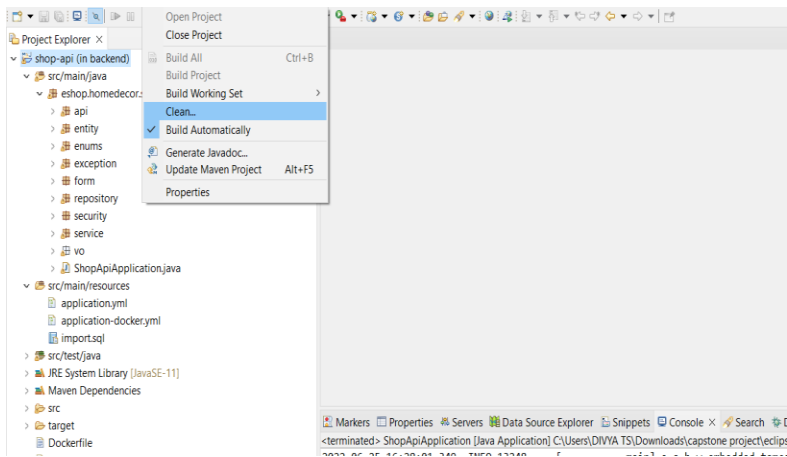 Open Project
Close Project
Build All Ctrl+B
Build Project
Build Working Set
Clean...
Build Automatically
Generate Javadoc...
Update Maven Project Alt+F5
Properties
Project Explorer
shop-api (in backend)
src/main/java
eshop.homedecor.
api
entity
enums
exception
form
repository
security
service
vo
ShopApiApplication.java
src/main/resources
application.yml
application-docker.yml
import.sql
src/test/java
JRE System Library [JavaSE-11]
Maven Dependencies
src
target
Dockerfile
Markers Properties Servers Data Source Explorer Snippets Console Search
<terminated> ShopApiApplication [Java Application] C:\Users\DIVYA TS\Downloads\capstone project\eclips